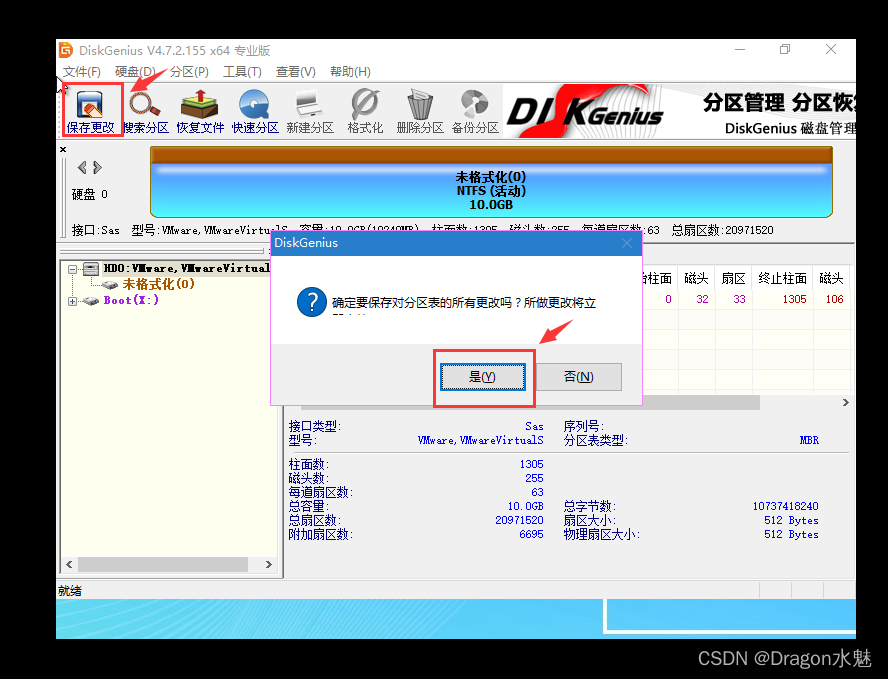 DiskGenius V4.7.2.155 x64 专业版
文件(F) 硬盘(D) 分区(P) 工具(T) 查看(V) 帮助(H)
保存更改 搜索分区 恢复文件 快速分区 新建分区 格式化 删除分区 备份分区
DISKGenius
分区管理 分区恢
DiskGenius 磁盘管理
硬盘 0
未格式化(0)
NTFS (活动)
10.0GB
接口:Sas 型号:VMware,VMwareVirtualS 容量:10.0GB(10240MB) 柱面数:1305 磁头数:255 每道扇区数:63 总扇区数:20971520
HD0:VMware,VMwareVirtual
未格式化(0)
Boot(X:)
始柱面 磁头 扇区 终止柱面 磁头
0 32 33 1305 106
DiskGenius
确定要保存对分区表的所有更改吗？所做更改将立
是(Y) 否(N)
接口类型: Sas 序列号:
型号: VMware,VMwareVirtualS 分区表类型: MBR
柱面数: 1305
磁头数: 255
每道扇区数: 63
总容量: 10.0GB 总字节数: 10737418240
总扇区数: 20971520 扇区大小: 512 Bytes
附加扇区数: 6695 物理扇区大小: 512 Bytes
就绪
CSDN @Dragon水魅